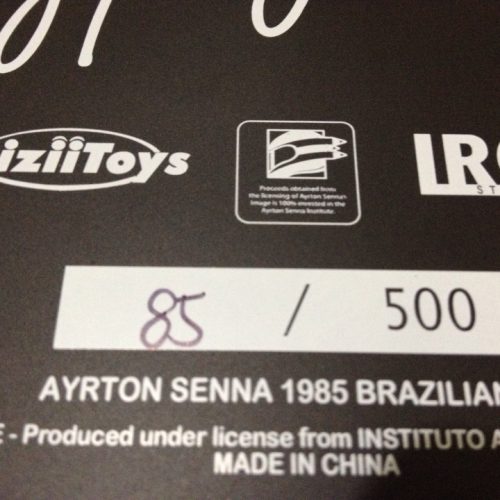 iziiToys
Proceeds obtained from
the licensing of Ayrton Senna's
image is 100% invested in the
Ayrton Senna Institute.
85 / 500
AYRTON SENNA 1985 BRAZILIAN
- Produced under license from INSTITUTO A
MADE IN CHINA